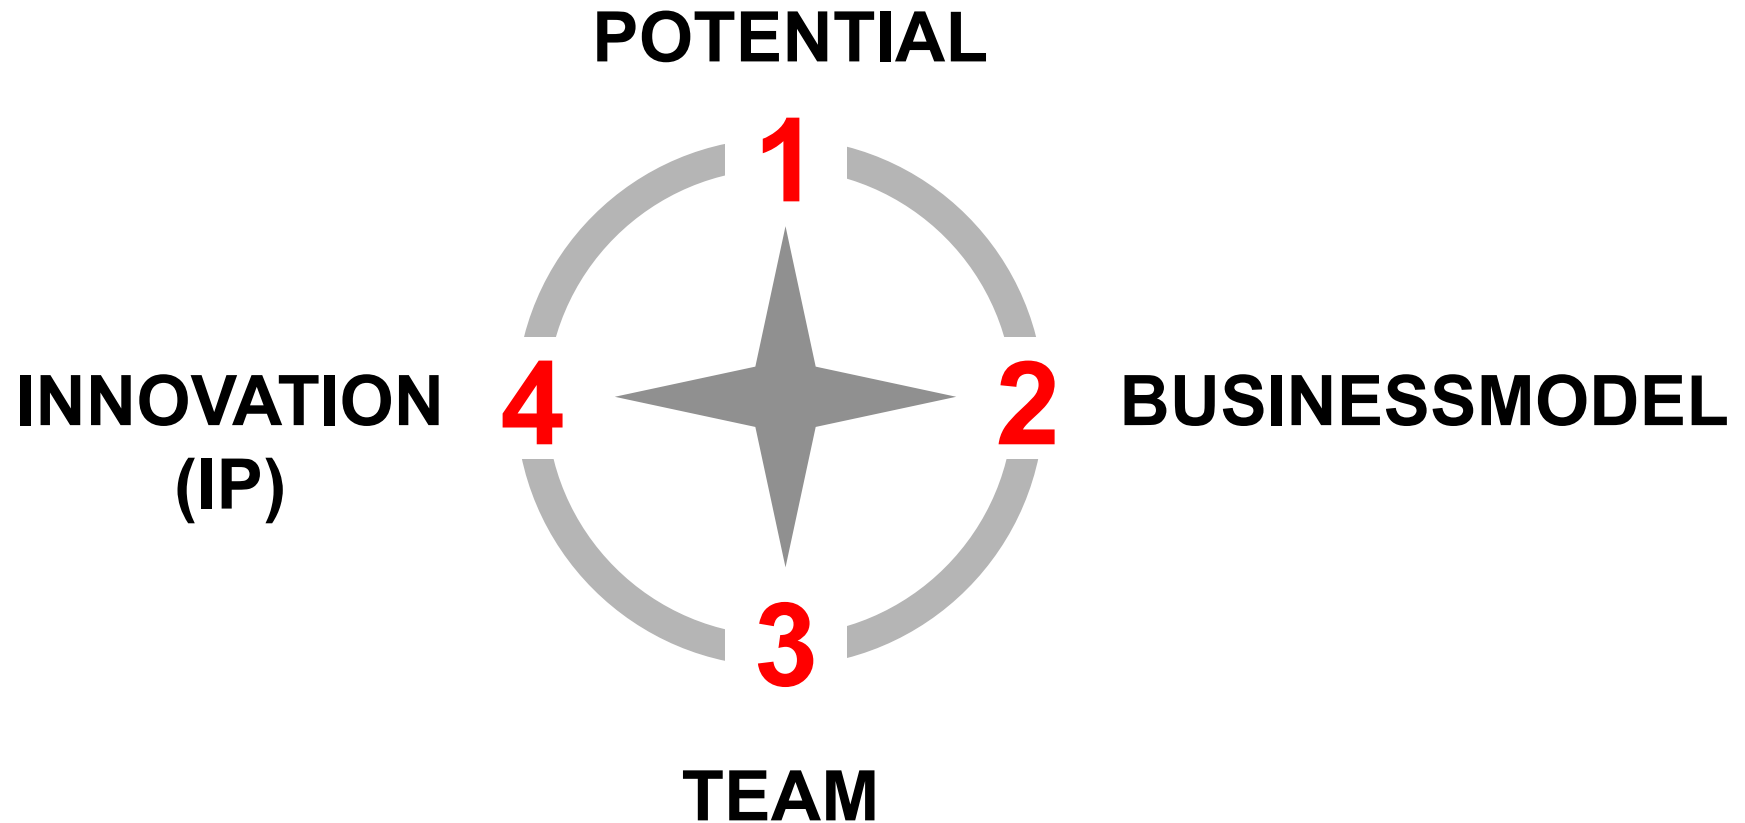 POTENTIAL
1
INNOVATION
(IP)
4
2
BUSINESSMODEL
3
TEAM